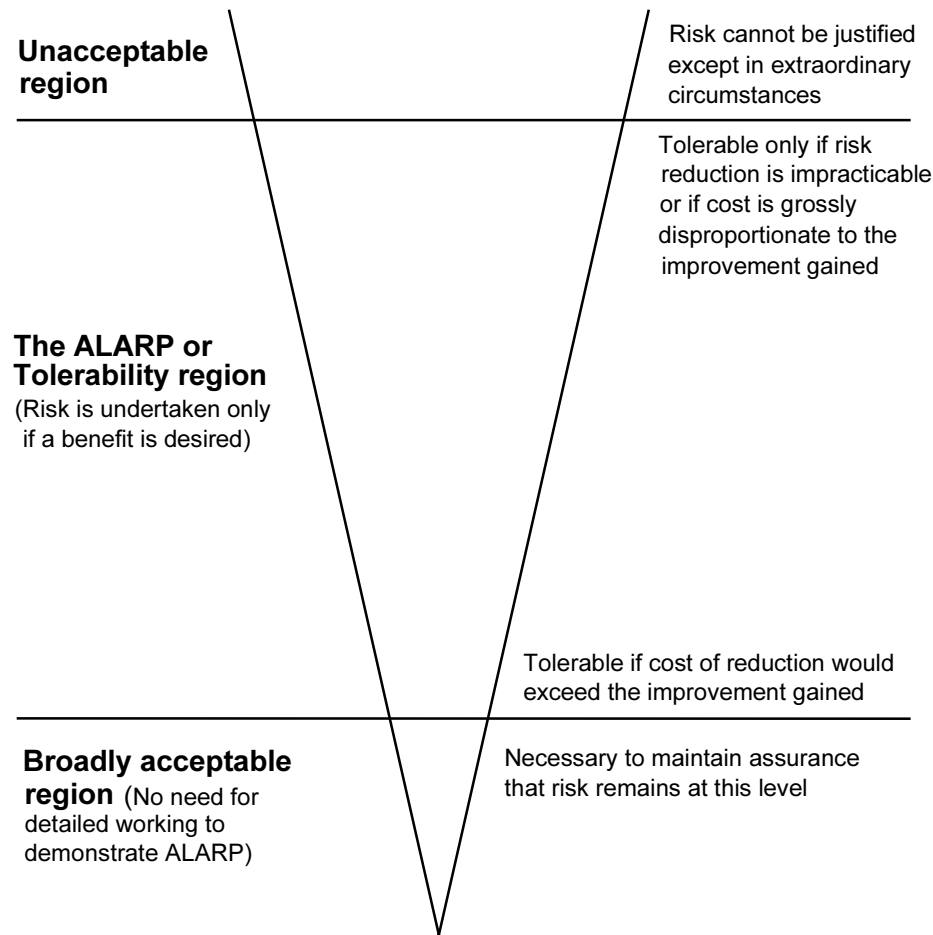 Unacceptable
region
Risk cannot be justified
except in extraordinary
circumstances
Tolerable only if risk
reduction is impracticable
or if cost is grossly
disproportionate to the
improvement gained
The ALARP or
Tolerability region
(Risk is undertaken only
if a benefit is desired)
Tolerable if cost of reduction would
exceed the improvement gained
Broadly acceptable
region (No need for
detailed working to
demonstrate ALARP)
Necessary to maintain assurance
that risk remains at this level